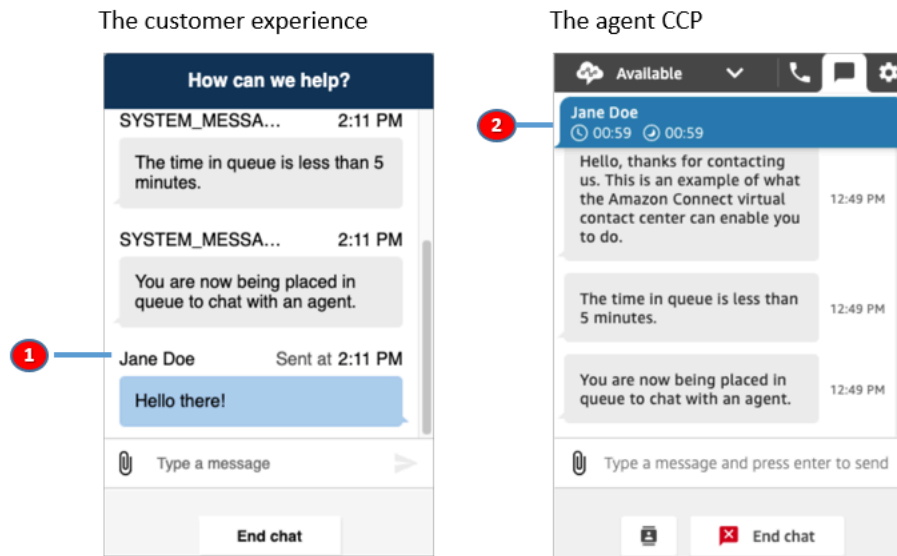 The customer experience
How can we help?
SYSTEM_MESSA... 2:11 PM
The time in queue is less than 5
minutes.
SYSTEM_MESSA... 2:11 PM
You are now being placed in
queue to chat with an agent.
1
Jane Doe Sent at 2:11 PM
Hello there!
Type a message
End chat
The agent CCP
Available
2
Jane Doe
00:59 00:59
Hello, thanks for contacting
us. This is an example of what
the Amazon Connect virtual
contact center can enable you
to do.
12:49 PM
The time in queue is less than
5 minutes.
12:49 PM
You are now being placed in
queue to chat with an agent.
12:49 PM
Type a message and press enter to send
End chat